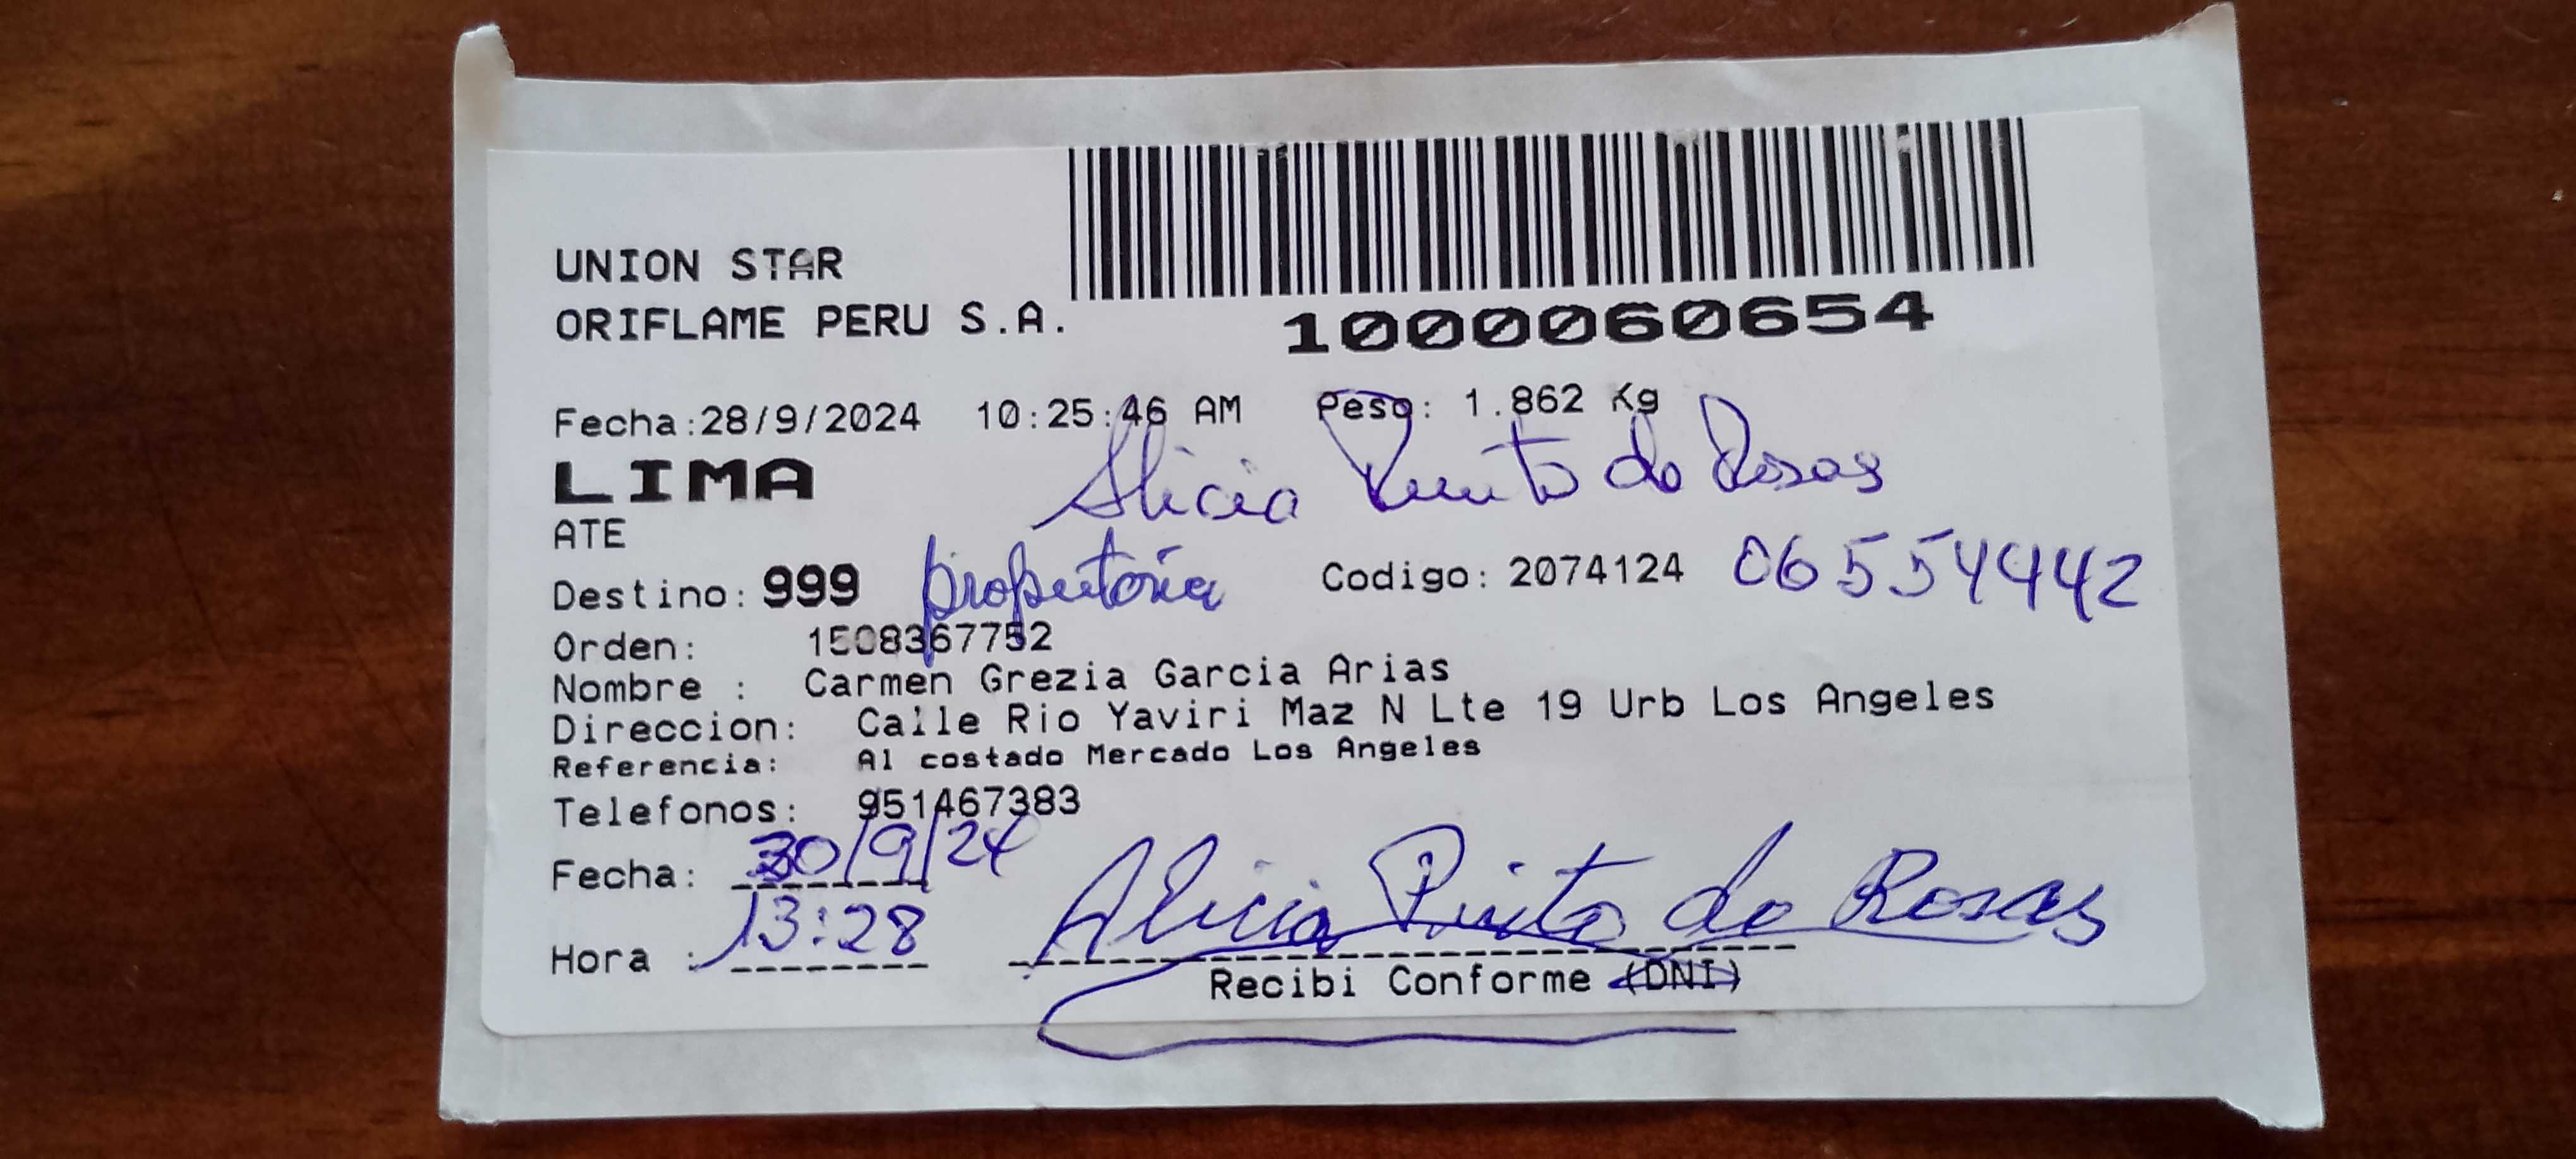 UNION STAR
ORIFLAME PERU S.A.
1000060654
Fecha:28/9/2024 10:25:46 AM Peso: 1.862 Kg
LIMA
Alicia Pinto de Rosas
ATE
Destino: 999 propietaria Codigo: 2074124 06554442
Orden: 1508367752
Nombre : Carmen Grezia Garcia Arias
Direccion: Calle Rio Yaviri Maz N Lte 19 Urb Los Angeles
Referencia: Al costado Mercado Los Angeles
Telefonos: 951467383
Fecha: 30/9/24
Hora : 13:28 Alicia Pinto de Rosas
Recibi Conforme (DNI)